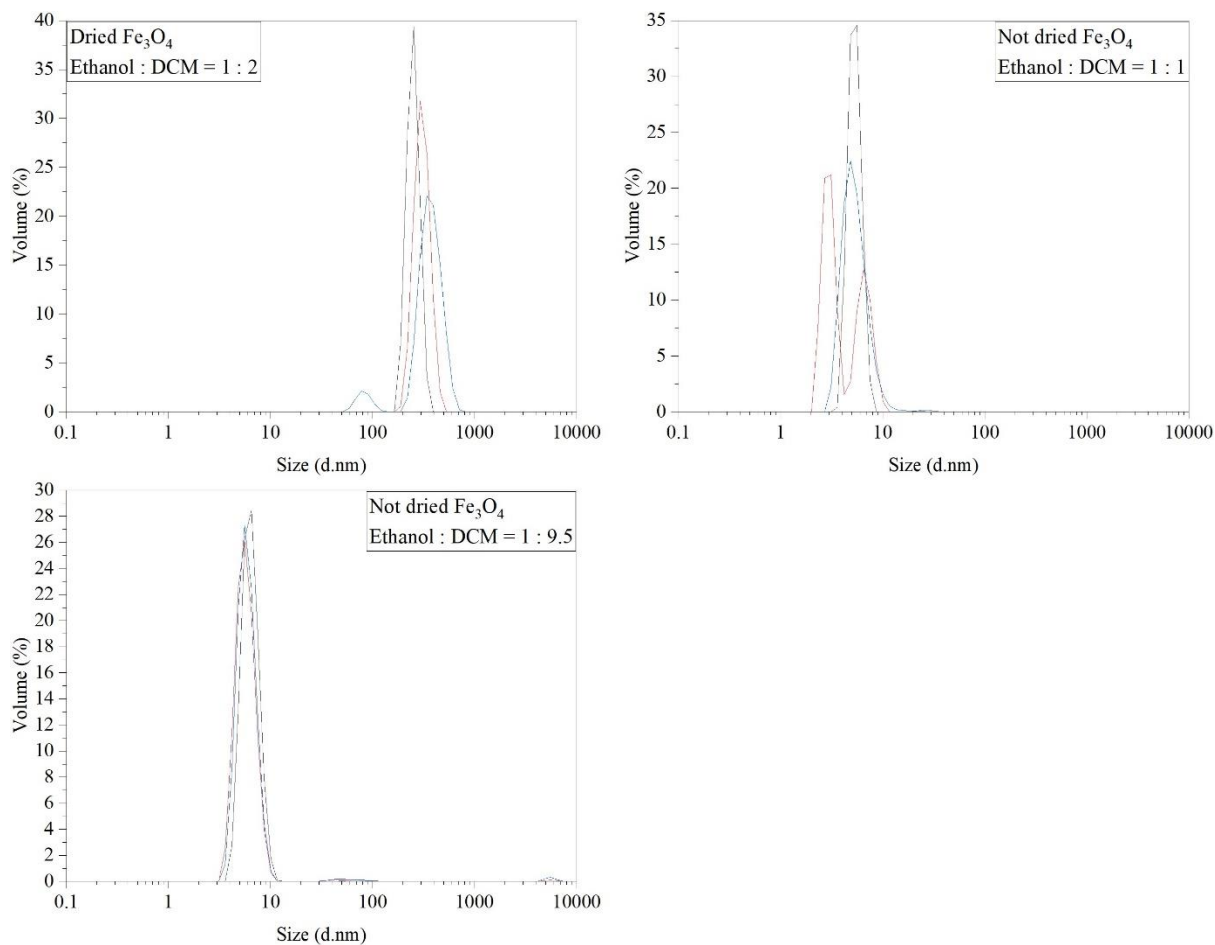 Dried Fe₃O₄
Ethanol : DCM = 1 : 2
40
35
30
25
20
15
10
5
0
Volume (%)
0.1 1 10 100 1000 10000
Size (d.nm)
Not dried Fe₃O₄
Ethanol : DCM = 1 : 1
35
30
25
20
15
10
5
0
Volume (%)
0.1 1 10 100 1000 10000
Size (d.nm)
Not dried Fe₃O₄
Ethanol : DCM = 1 : 9.5
30
28
26
24
22
20
18
16
14
12
10
8
6
4
2
0
Volume (%)
0.1 1 10 100 1000 10000
Size (d.nm)